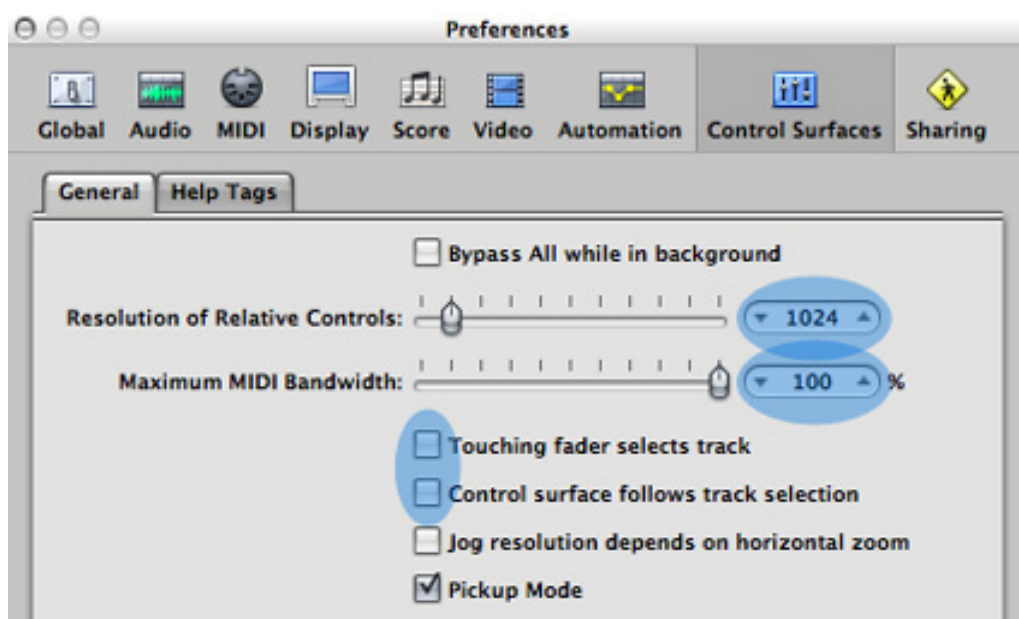 Preferences
Global Audio MIDI Display Score Video Automation Control Surfaces Sharing
General Help Tags
Bypass All while in background
Resolution of Relative Controls: 1024
Maximum MIDI Bandwidth: 100 %
Touching fader selects track
Control surface follows track selection
Jog resolution depends on horizontal zoom
Pickup Mode